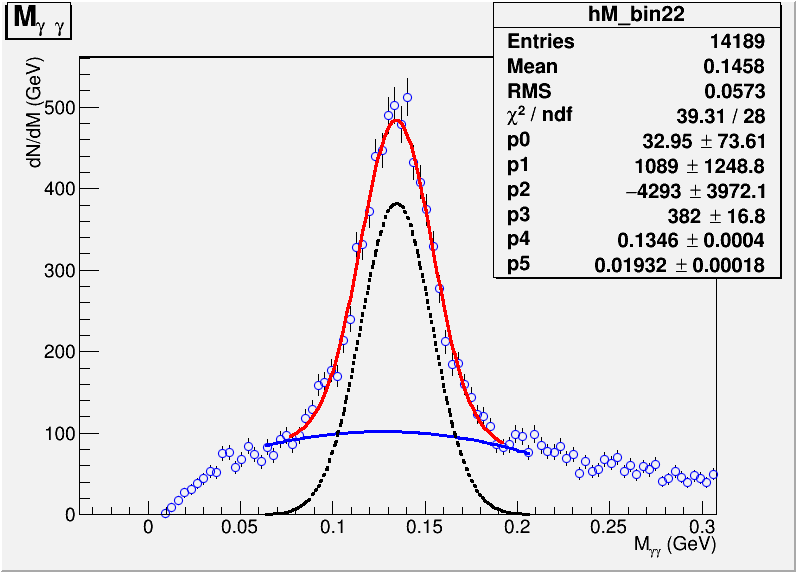 Mγ γ
hM_bin22
Entries 14189
Mean 0.1458
RMS 0.0573
χ² / ndf 39.31 / 28
p0 32.95 ± 73.61
p1 1089 ± 1248.8
p2 −4293 ± 3972.1
p3 382 ± 16.8
p4 0.1346 ± 0.0004
p5 0.01932 ± 0.00018
dN/dM (GeV)
500
400
300
200
100
0
0 0.05 0.1 0.15 0.2 0.25 0.3
Mγγ (GeV)